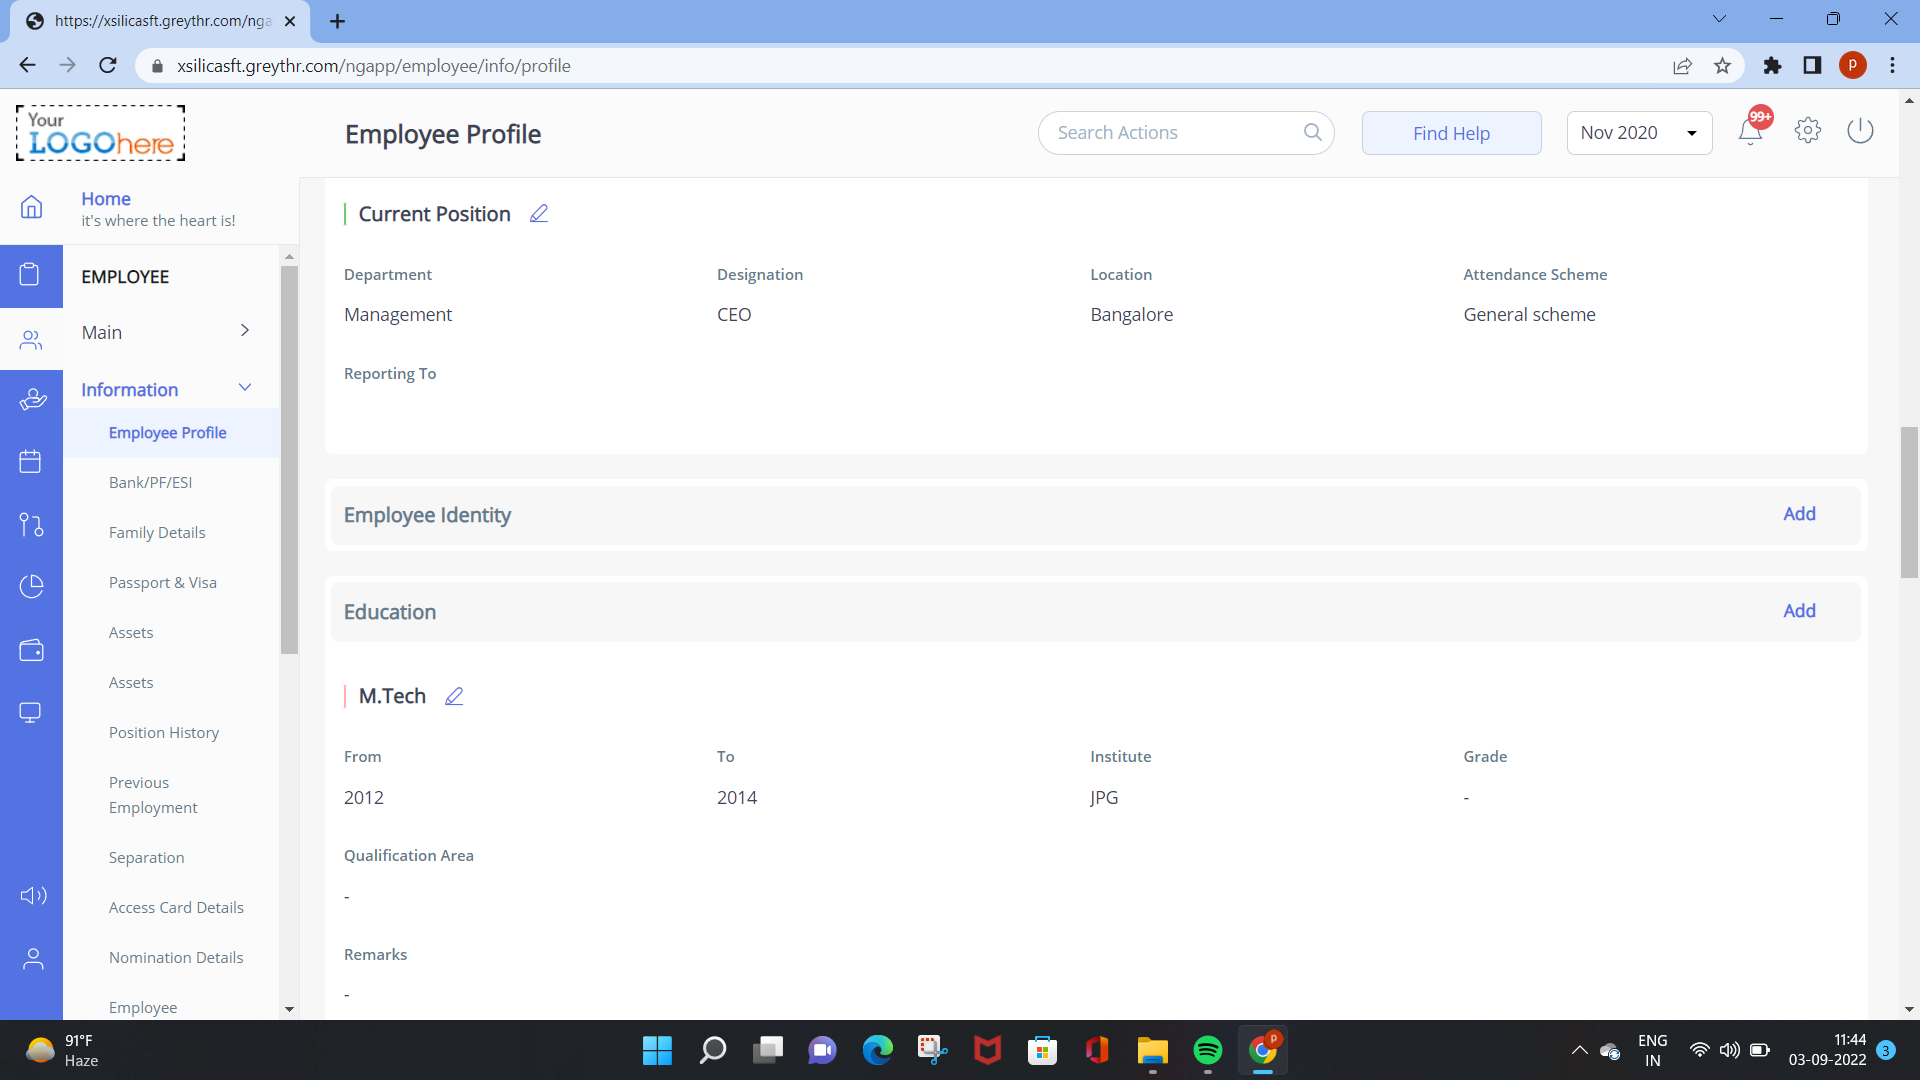 https://xsilicasft.greythr.com/nga
xsilicasft.greythr.com/ngapp/employee/info/profile
P
Your
LOGOhere
Employee Profile
Search Actions
Find Help
Nov 2020
99+
Home
it's where the heart is!
EMPLOYEE
Main
Information
Employee Profile
Bank/PF/ESI
Family Details
Passport & Visa
Assets
Assets
Position History
Previous
Employment
Separation
Access Card Details
Nomination Details
Employee
Current Position
Department
Designation
Location
Attendance Scheme
Management
CEO
Bangalore
General scheme
Reporting To
Employee Identity
Add
Education
Add
M.Tech
From
To
Institute
Grade
2012
2014
JPG
-
Qualification Area
-
Remarks
-
91°F
Haze
P
ENG
IN
11:44
03-09-2022
3